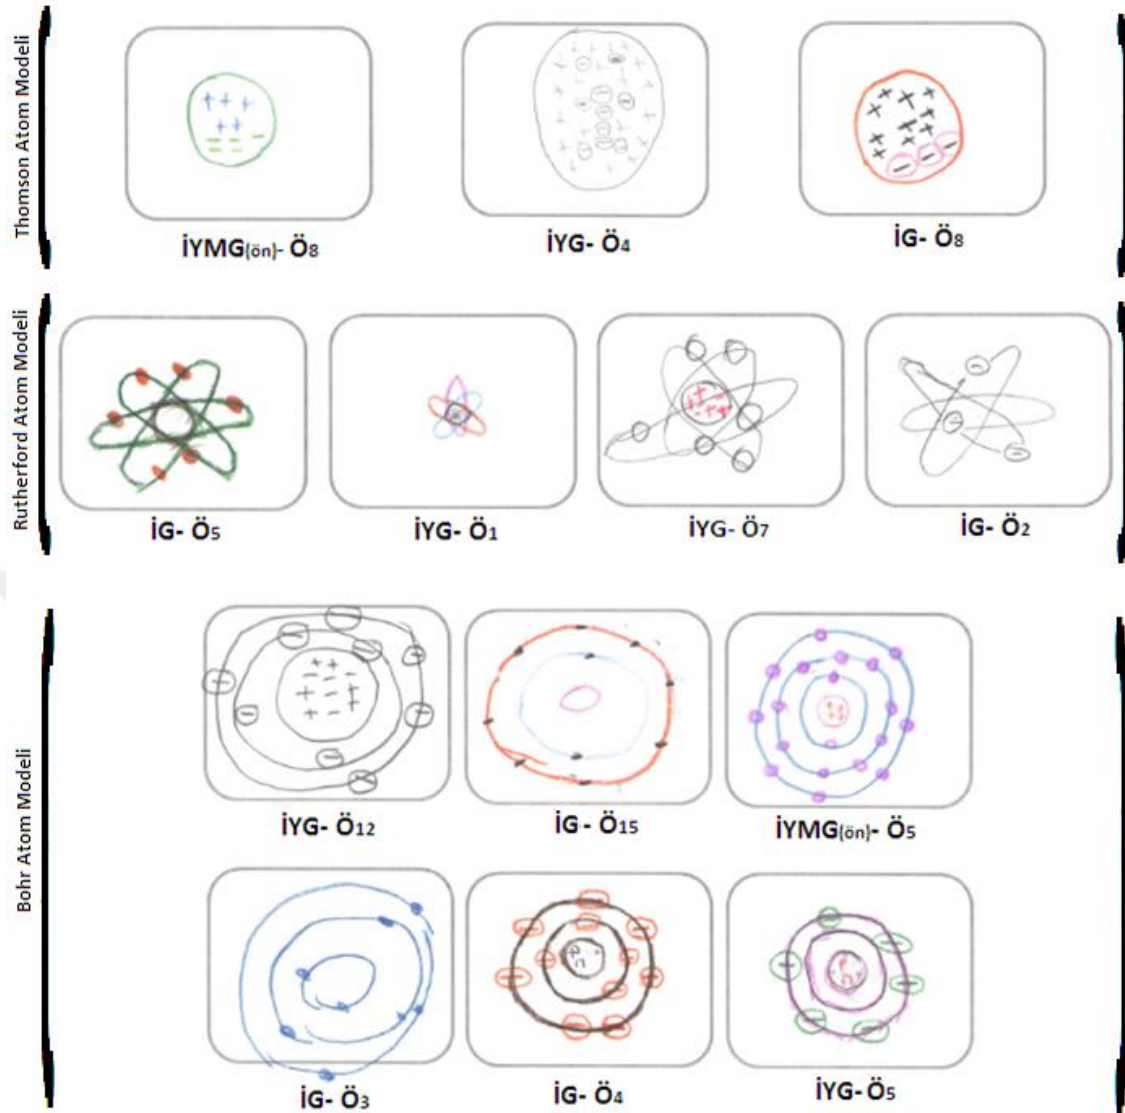 Thomson Atom Modeli
İYMG(ön)- Ö8
İYG- Ö4
İG- Ö8
Rutherford Atom Modeli
İG- Ö5
İYG- Ö1
İYG- Ö7
İG- Ö2
Bohr Atom Modeli
İYG- Ö12
İG - Ö15
İYMG(ön)- Ö5
İG- Ö3
İG - Ö4
İYG- Ö5